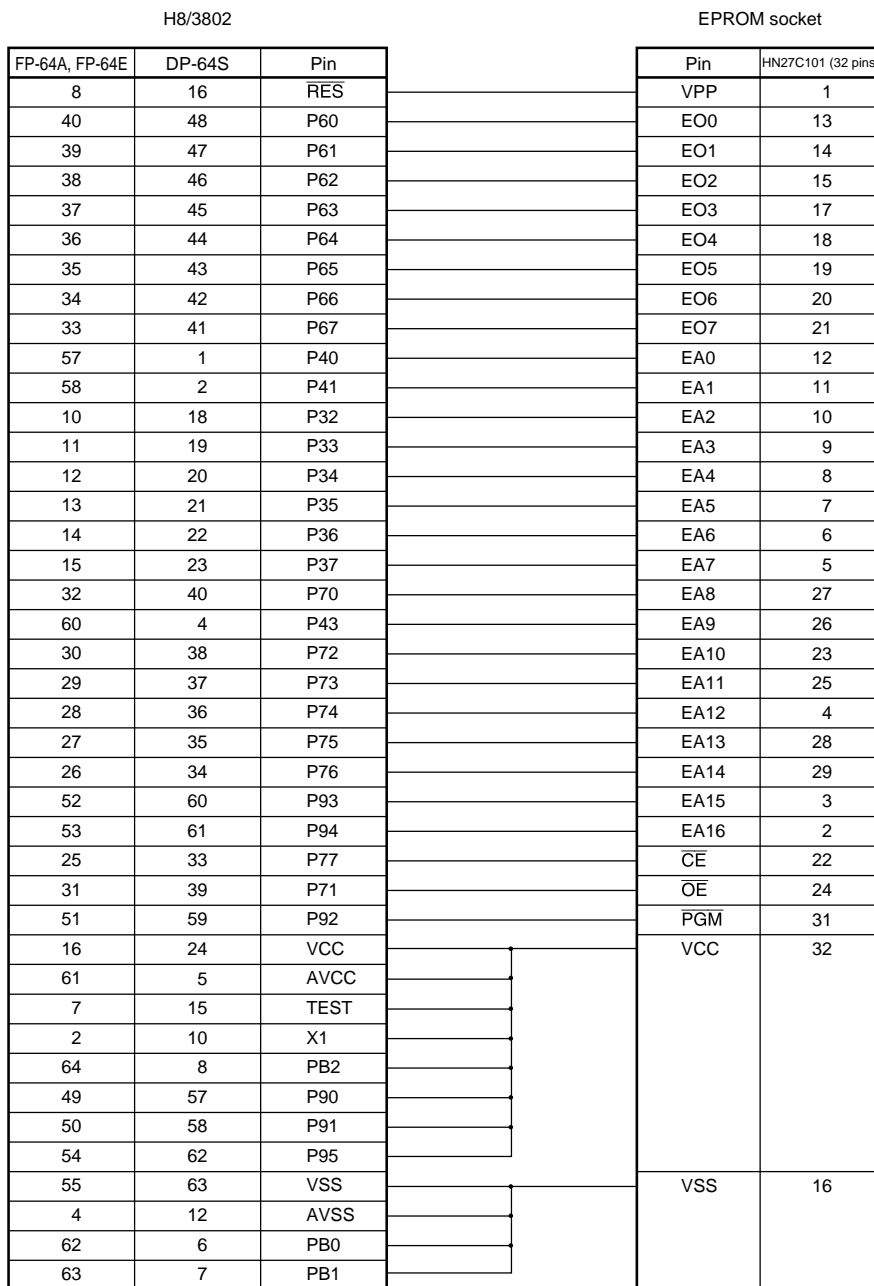 H8/3802 EPROM socket
FP-64A, FP-64E DP-64S Pin Pin HN27C101 (32 pins
8 16 R̅E̅S̅ VPP 1
40 48 P60 EO0 13
39 47 P61 EO1 14
38 46 P62 EO2 15
37 45 P63 EO3 17
36 44 P64 EO4 18
35 43 P65 EO5 19
34 42 P66 EO6 20
33 41 P67 EO7 21
57 1 P40 EA0 12
58 2 P41 EA1 11
10 18 P32 EA2 10
11 19 P33 EA3 9
12 20 P34 EA4 8
13 21 P35 EA5 7
14 22 P36 EA6 6
15 23 P37 EA7 5
32 40 P70 EA8 27
60 4 P43 EA9 26
30 38 P72 EA10 23
29 37 P73 EA11 25
28 36 P74 EA12 4
27 35 P75 EA13 28
26 34 P76 EA14 29
52 60 P93 EA15 3
53 61 P94 EA16 2
25 33 P77 C̅E̅ 22
31 39 P71 O̅E̅ 24
51 59 P92 P̅G̅M̅ 31
16 24 VCC VCC 32
61 5 AVCC
7 15 TEST
2 10 X1
64 8 PB2
49 57 P90
50 58 P91
54 62 P95
55 63 VSS VSS 16
4 12 AVSS
62 6 PB0
63 7 PB1